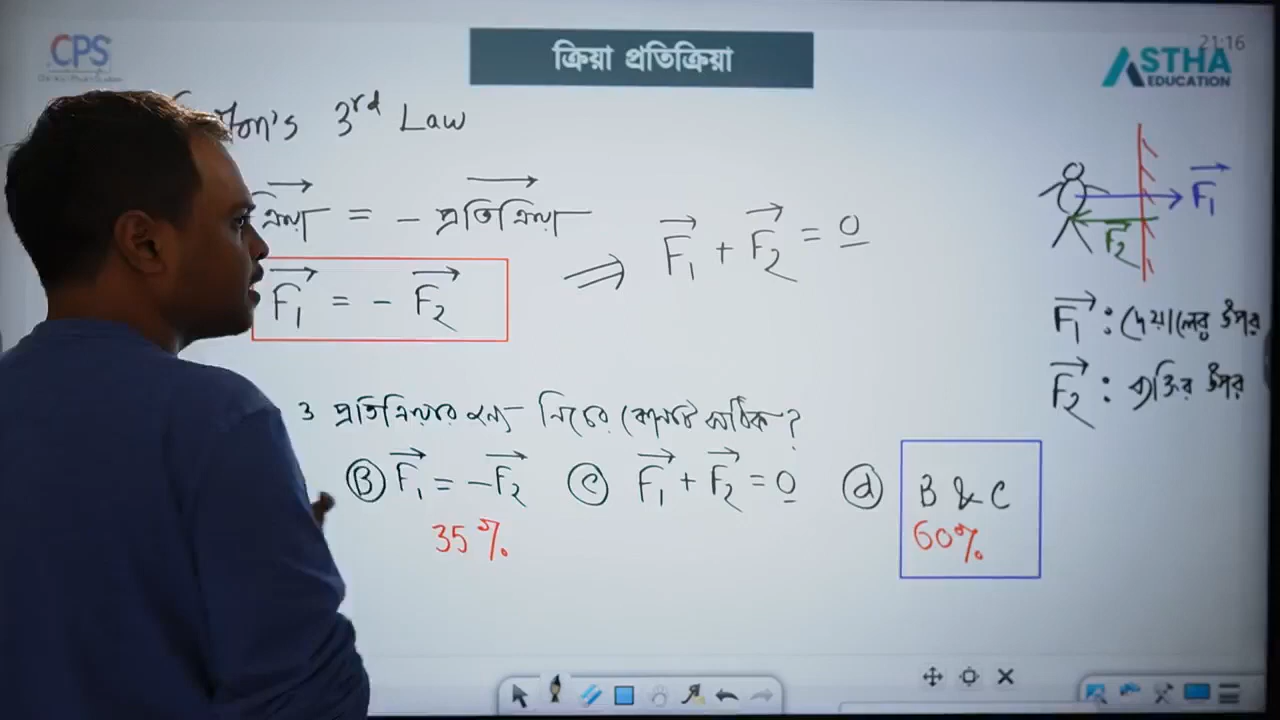 CPS
ক্রিয়া প্রতিক্রিয়া
21:16
ASTHA
EDUCATION
ton's 3rd Law
ক্রিয়া = - প্রতিক্রিয়া
F₁ = - F₂
⇒ F₁ + F₂ = 0
F₁
F₂
F₁ : দেয়ালের উপর
F₂ : ব্যক্তির উপর
ও প্রতিক্রিয়ার জন্য নিচের কোনটি সঠিক?
B F₁ = -F₂ C F₁ + F₂ = 0 d B & C
35% 60%